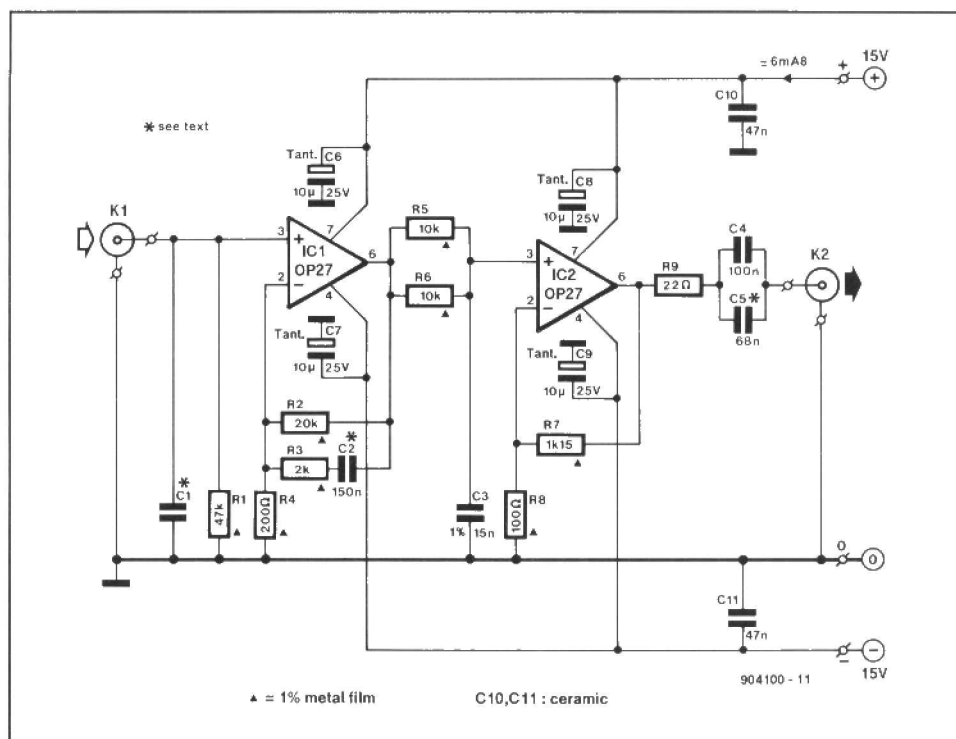 = 6mA8
+
15V
+
C10
47n
* see text
Tant.
C6
10µ
25V
K1
3
+
7
IC1
OP27
6
2
−
4
R5
10k
R6
10k
Tant.
C8
10µ
25V
3
+
7
IC2
OP27
6
2
−
4
R9
22Ω
C4
100n
C5*
68n
K2
Tant.
C7
10µ
25V
Tant.
C9
10µ
25V
R2
20k
R3
2k
*
C2
150n
R7
1k15
*
C1
R1
47k
R4
200Ω
C3
1%
15n
R8
100Ω
0
0
C11
47n
−
−
15V
904100 - 11
▲ = 1% metal film
C10,C11 : ceramic